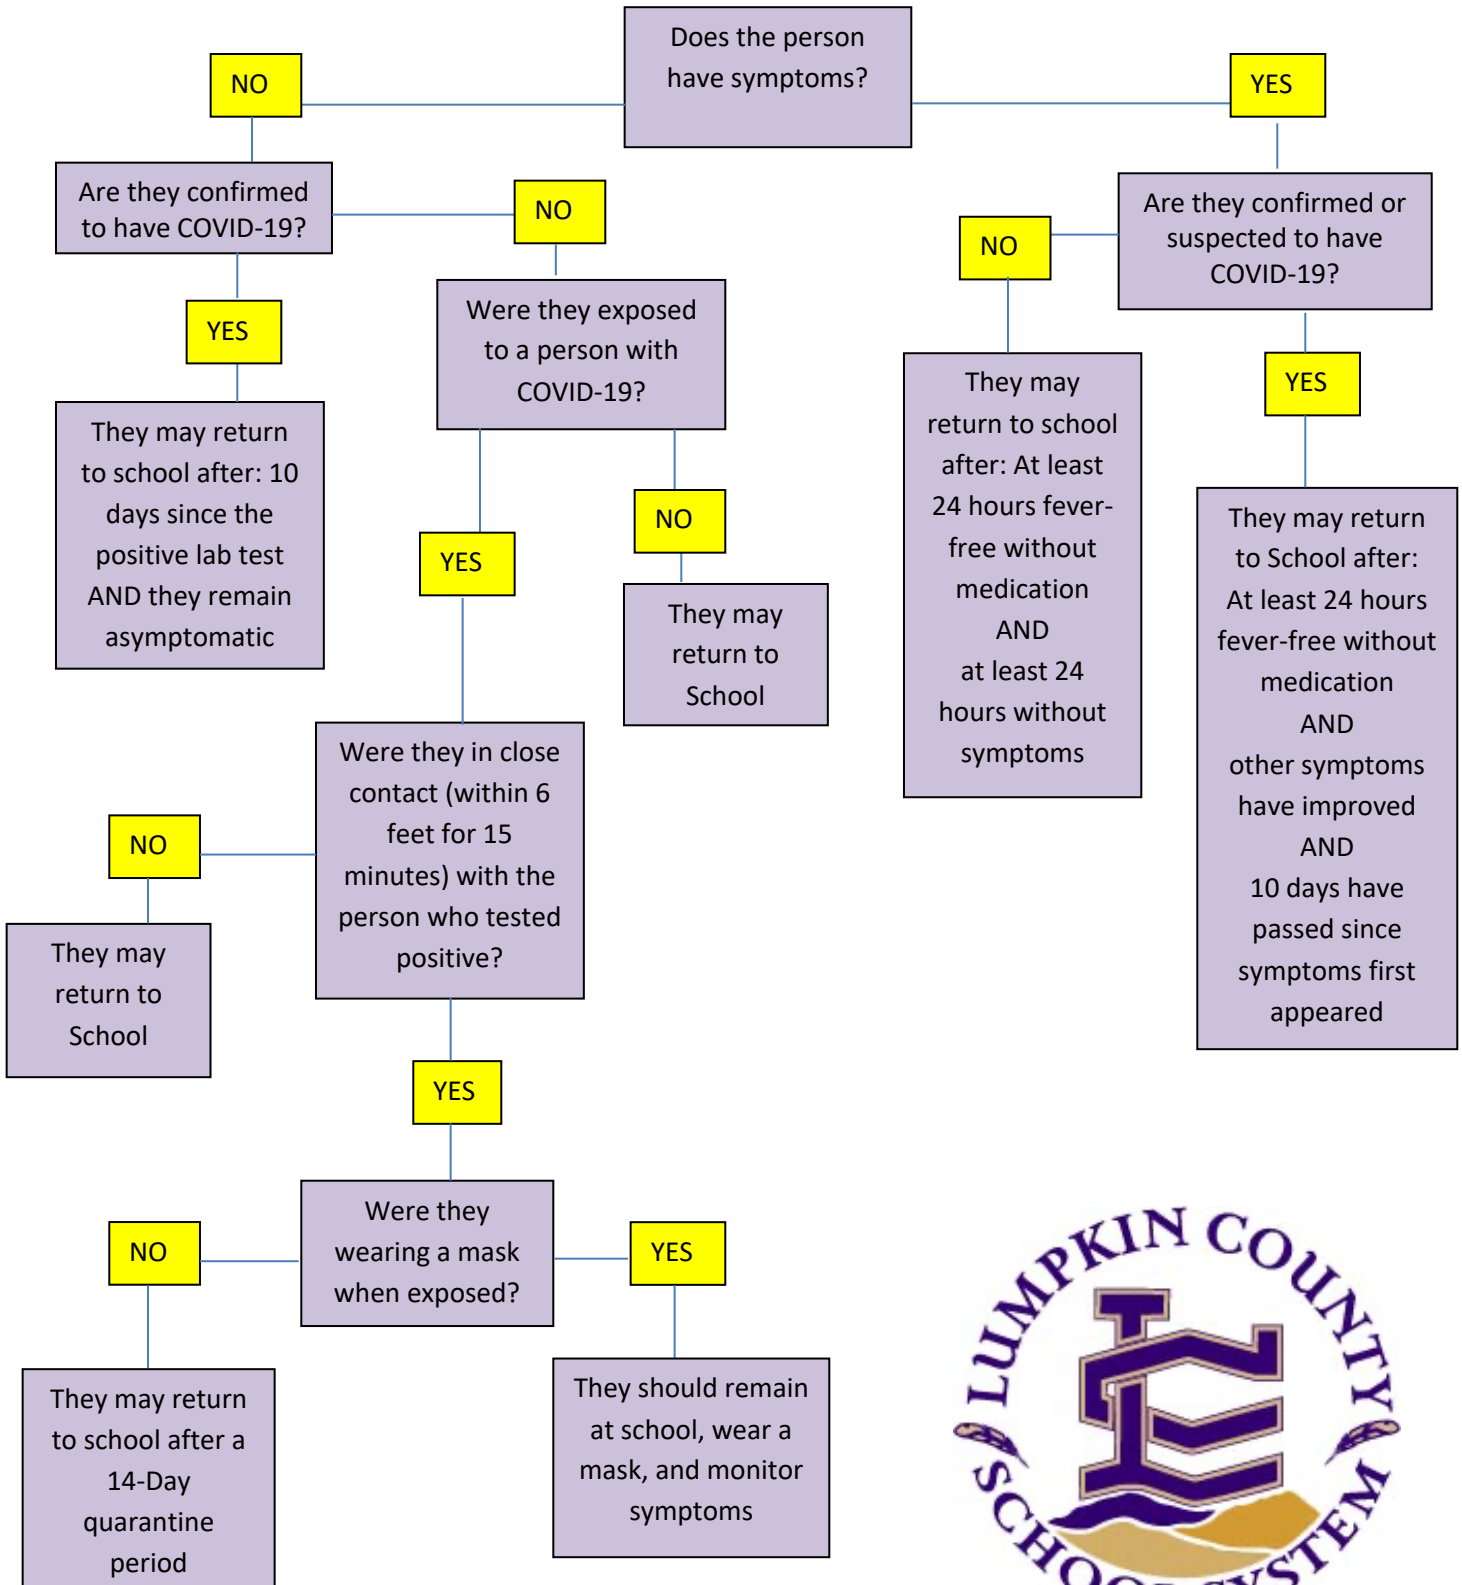 Does the person
have symptoms?
NO
YES
Are they confirmed
to have COVID-19?
NO
Are they confirmed or
suspected to have
COVID-19?
NO
YES
Were they exposed
to a person with
COVID-19?
YES
They may return
to school after: 10
days since the
positive lab test
AND they remain
asymptomatic
They may
return to school
after: At least
24 hours fever-
free without
medication
AND
at least 24
hours without
symptoms
They may return
to School after:
At least 24 hours
fever-free without
medication
AND
other symptoms
have improved
AND
10 days have
passed since
symptoms first
appeared
YES
NO
They may
return to
School
Were they in close
contact (within 6
feet for 15
minutes) with the
person who tested
positive?
NO
They may
return to
School
YES
Were they
wearing a mask
when exposed?
NO
YES
They may return
to school after a
14-Day
quarantine
period
They should remain
at school, wear a
mask, and monitor
symptoms
LUMPKIN COUNTY
LC
SCHOOL SYSTEM